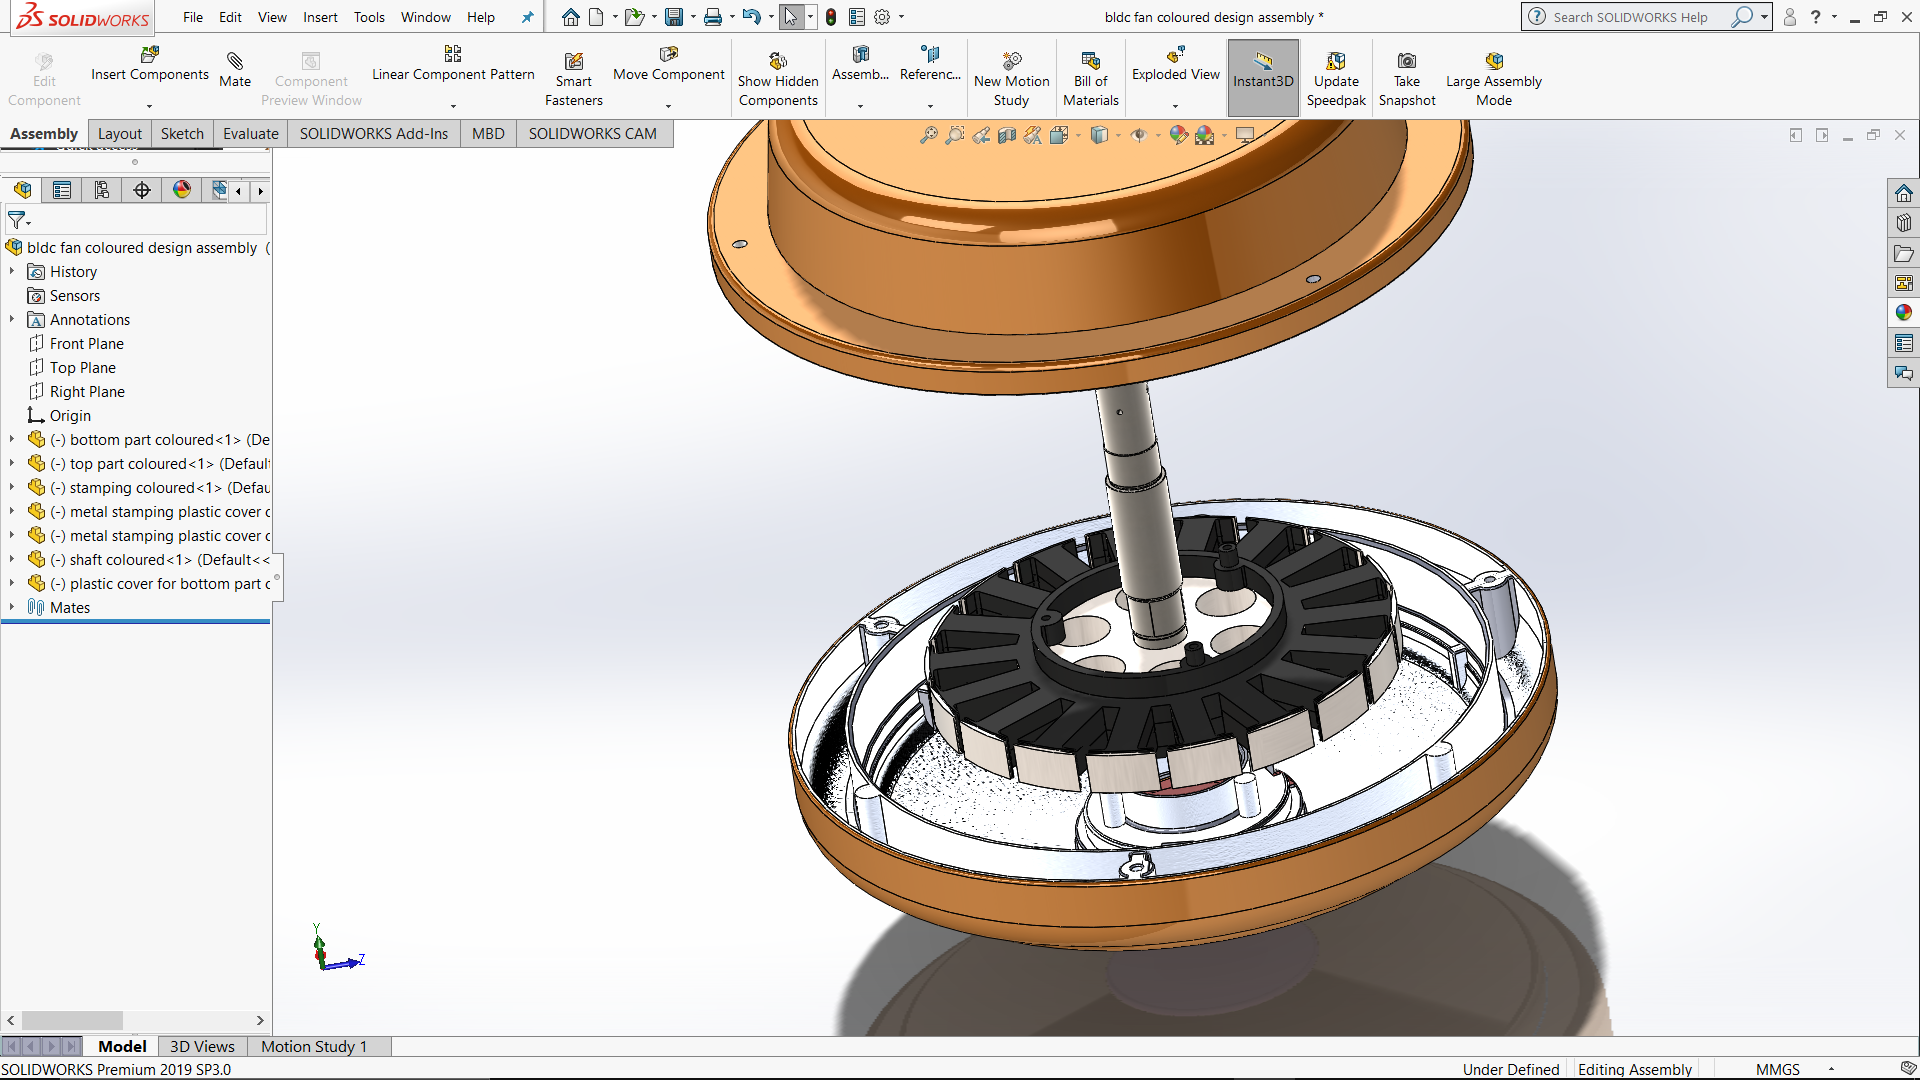 SOLIDWORKS
File Edit View Insert Tools Window Help
bldc fan coloured design assembly *
Search SOLIDWORKS Help
?
Edit Component
Insert Components
Mate
Component Preview Window
Linear Component Pattern
Smart Fasteners
Move Component
Show Hidden Components
Assemb...
Referenc...
New Motion Study
Bill of Materials
Exploded View
Instant3D
Update Speedpak
Take Snapshot
Large Assembly Mode
Assembly Layout Sketch Evaluate SOLIDWORKS Add-Ins MBD SOLIDWORKS CAM
bldc fan coloured design assembly (
History
Sensors
Annotations
Front Plane
Top Plane
Right Plane
Origin
(-) bottom part coloured<1> (De
(-) top part coloured<1> (Default
(-) stamping coloured<1> (Defau
(-) metal stamping plastic cover c
(-) metal stamping plastic cover c
(-) shaft coloured<1> (Default<<
(-) plastic cover for bottom part c
Mates
Y
Z
Model 3D Views Motion Study 1
SOLIDWORKS Premium 2019 SP3.0
Under Defined Editing Assembly MMGS